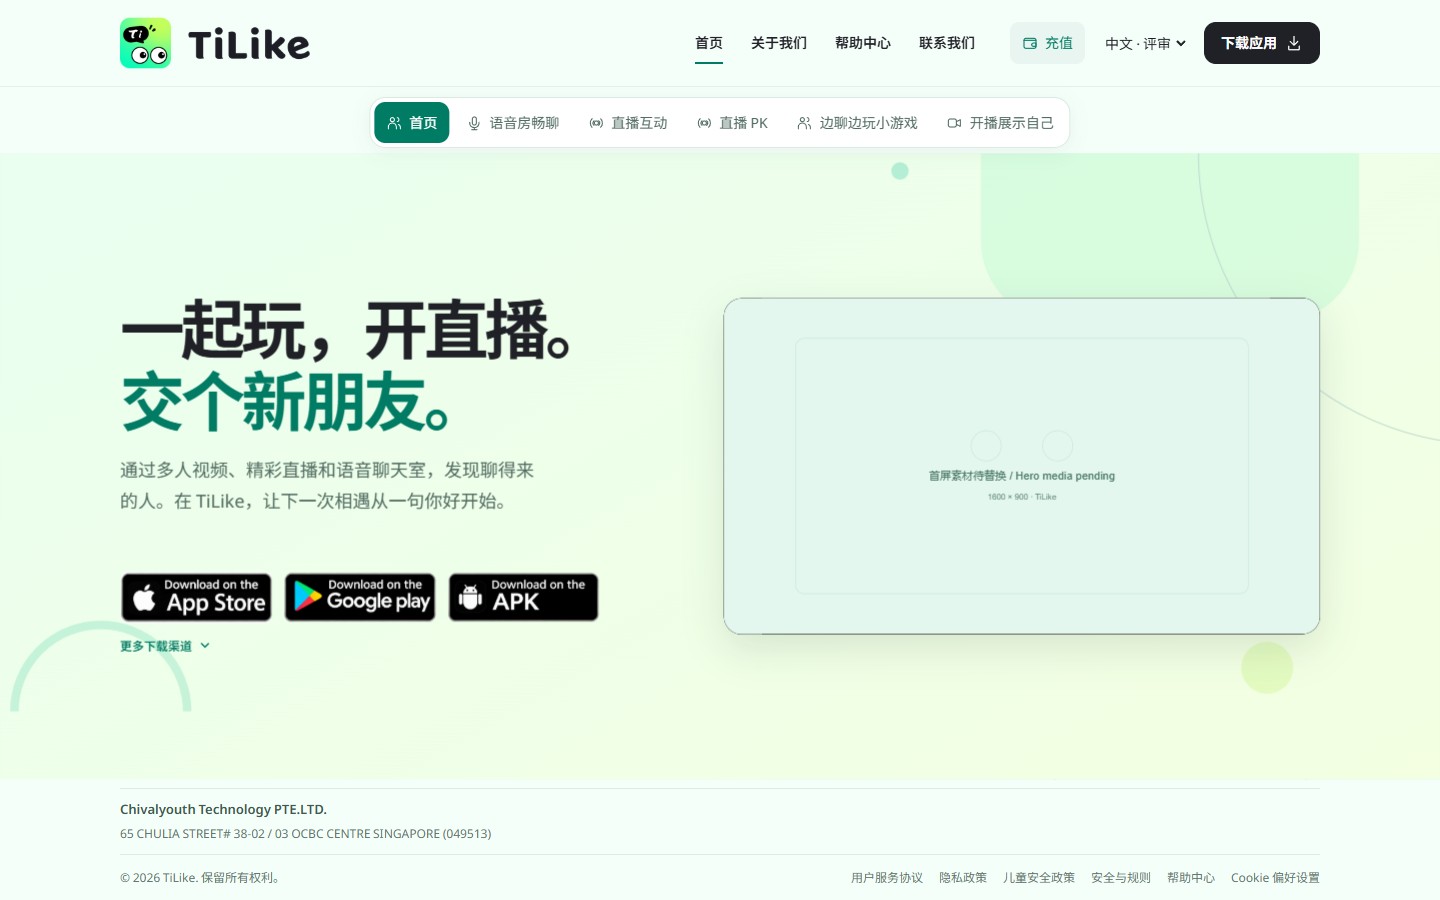 Ti
TiLike
首页
关于我们
帮助中心
联系我们
充值
中文 · 评审
下载应用
首页
语音房畅聊
直播互动
直播 PK
边聊边玩小游戏
开播展示自己
一起玩，开直播。
交个新朋友。
通过多人视频、精彩直播和语音聊天室，发现聊得来
的人。在 TiLike，让下一次相遇从一句你好开始。
Download on the
App Store
Download on the
Google play
Download on the
APK
更多下载渠道
首屏素材待替换 / Hero media pending
1600 × 900 · TiLike
Chivalyouth Technology PTE.LTD.
65 CHULIA STREET# 38-02 / 03 OCBC CENTRE SINGAPORE (049513)
© 2026 TiLike. 保留所有权利。
用户服务协议
隐私政策
儿童安全政策
安全与规则
帮助中心
Cookie 偏好设置